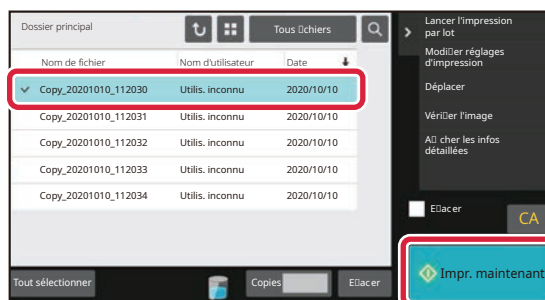 Dossier principal
Tous ▯chiers
Nom de fichier Nom d'utilisateur Date
Copy_20201010_112030 Utilis. inconnu 2020/10/10
Copy_20201010_112031 Utilis. inconnu 2020/10/10
Copy_20201010_112032 Utilis. inconnu 2020/10/10
Copy_20201010_112033 Utilis. inconnu 2020/10/10
Copy_20201010_112034 Utilis. inconnu 2020/10/10
Tout sélectionner
Copies
E▯acer
Lancer l'impression
par lot
Modi▯er réglages
d'impression
Déplacer
Véri▯er l'image
A▯cher les infos
détaillées
E▯acer
CA
Impr. maintenant